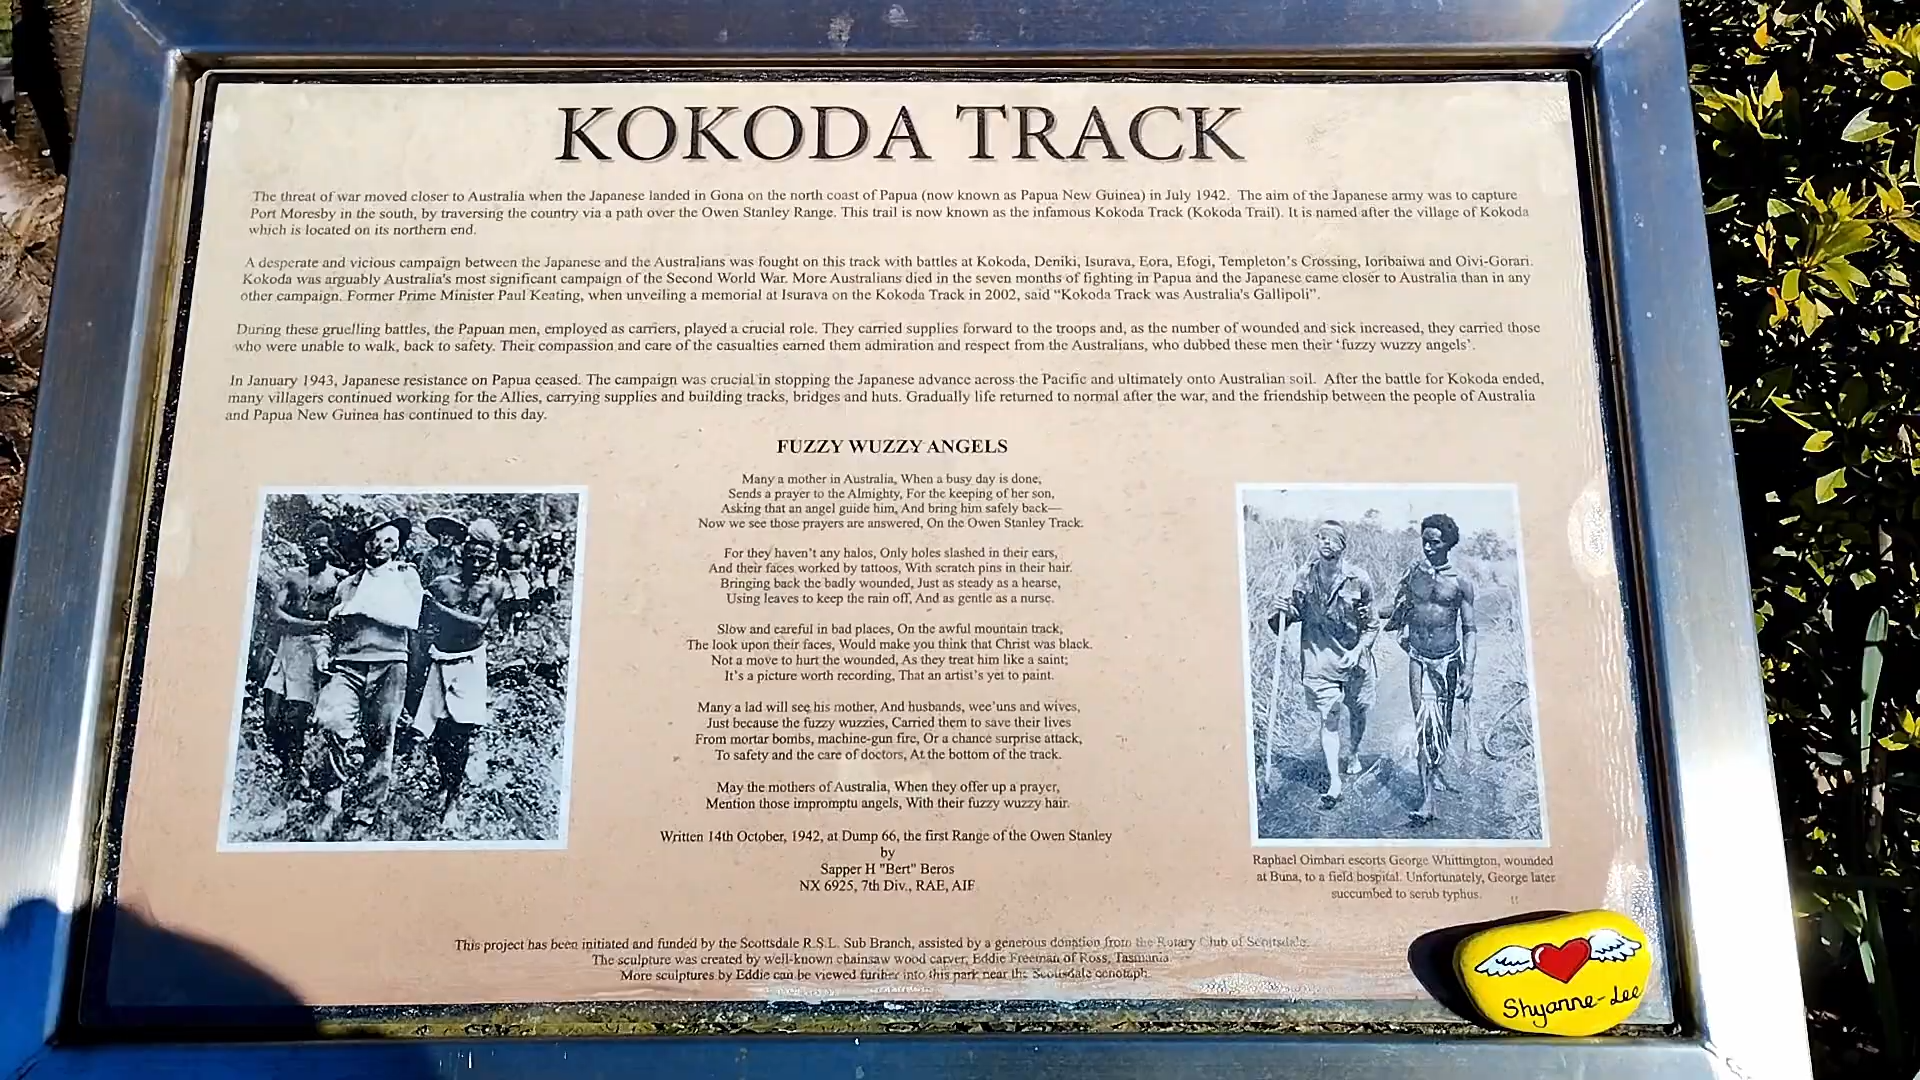 KOKODA TRACK
The threat of war moved closer to Australia when the Japanese landed in Gona on the north coast of Papua (now known as Papua New Guinea) in July 1942. The aim of the Japanese army was to capture
Port Moresby in the south, by traversing the country via a path over the Owen Stanley Range. This trail is now known as the infamous Kokoda Track (Kokoda Trail). It is named after the village of Kokoda
which is located on its northern end.
A desperate and vicious campaign between the Japanese and the Australians was fought on this track with battles at Kokoda, Deniki, Isurava, Eora, Efogi, Templeton's Crossing, Ioribaiwa and Oivi-Gorari.
Kokoda was arguably Australia's most significant campaign of the Second World War. More Australians died in the seven months of fighting in Papua and the Japanese came closer to Australia than in any
other campaign. Former Prime Minister Paul Keating, when unveiling a memorial at Isurava on the Kokoda Track in 2002, said "Kokoda Track was Australia's Gallipoli".
During these gruelling battles, the Papuan men, employed as carriers, played a crucial role. They carried supplies forward to the troops and, as the number of wounded and sick increased, they carried those
who were unable to walk, back to safety. Their compassion and care of the casualties earned them admiration and respect from the Australians, who dubbed these men their 'fuzzy wuzzy angels'.
In January 1943, Japanese resistance on Papua ceased. The campaign was crucial in stopping the Japanese advance across the Pacific and ultimately onto Australian soil. After the battle for Kokoda ended,
many villagers continued working for the Allies, carrying supplies and building tracks, bridges and huts. Gradually life returned to normal after the war, and the friendship between the people of Australia
and Papua New Guinea has continued to this day.
FUZZY WUZZY ANGELS
Many a mother in Australia, When a busy day is done,
Sends a prayer to the Almighty, For the keeping of her son,
Asking that an angel guide him, And bring him safely back—
Now we see those prayers are answered, On the Owen Stanley Track.
For they haven't any halos, Only holes slashed in their ears,
And their faces worked by tattoos, With scratch pins in their hair.
Bringing back the badly wounded, Just as steady as a hearse,
Using leaves to keep the rain off, And as gentle as a nurse.
Slow and careful in bad places, On the awful mountain track,
The look upon their faces, Would make you think that Christ was black.
Not a move to hurt the wounded, As they treat him like a saint;
It's a picture worth recording, That an artist's yet to paint.
Many a lad will see his mother, And husbands, wee'uns and wives,
Just because the fuzzy wuzzies, Carried them to save their lives
From mortar bombs, machine-gun fire, Or a chance surprise attack,
To safety and the care of doctors, At the bottom of the track.
May the mothers of Australia, When they offer up a prayer,
Mention those impromptu angels, With their fuzzy wuzzy hair.
Written 14th October, 1942, at Dump 66, the first Range of the Owen Stanley
by
Sapper H "Bert" Beros
NX 6925, 7th Div., RAE, AIF
Raphael Oimbari escorts George Whittington, wounded
at Buna, to a field hospital. Unfortunately, George later
succumbed to scrub typhus.
This project has been initiated and funded by the Scottsdale R.S.L. Sub Branch, assisted by a generous donation from the Rotary Club of Scottsdale.
The sculpture was created by well-known chainsaw wood carver, Eddie Freeman of Ross, Tasmania.
More sculptures by Eddie can be viewed further into this park near the Scottsdale cenotaph.
Shyanne-Lee